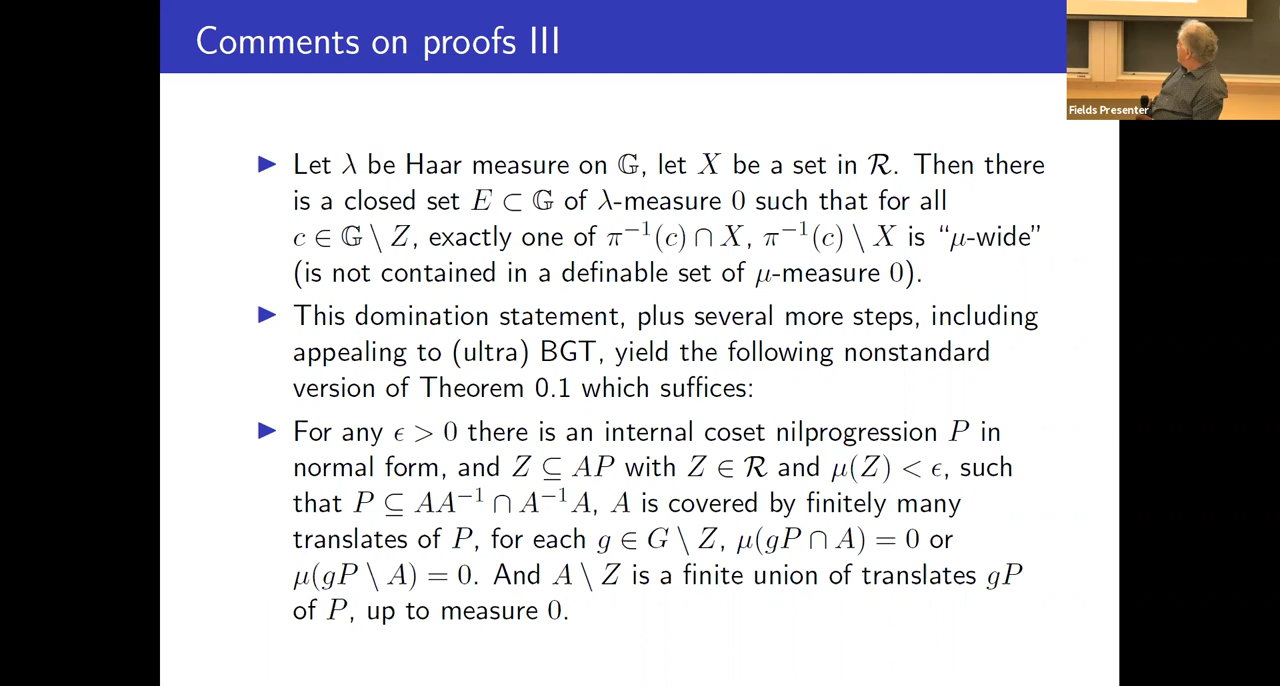 Comments on proofs III
Fields Presenter
▶ Let λ be Haar measure on 𝔾, let X be a set in ℛ. Then there
is a closed set E ⊂ 𝔾 of λ-measure 0 such that for all
c ∈ 𝔾 \ Z, exactly one of π⁻¹(c) ∩ X, π⁻¹(c) \ X is “μ-wide”
(is not contained in a definable set of μ-measure 0).
▶ This domination statement, plus several more steps, including
appealing to (ultra) BGT, yield the following nonstandard
version of Theorem 0.1 which suffices:
▶ For any ϵ > 0 there is an internal coset nilprogression P in
normal form, and Z ⊆ AP with Z ∈ ℛ and μ(Z) < ϵ, such
that P ⊆ AA⁻¹ ∩ A⁻¹A, A is covered by finitely many
translates of P, for each g ∈ G \ Z, μ(gP ∩ A) = 0 or
μ(gP \ A) = 0. And A \ Z is a finite union of translates gP
of P, up to measure 0.